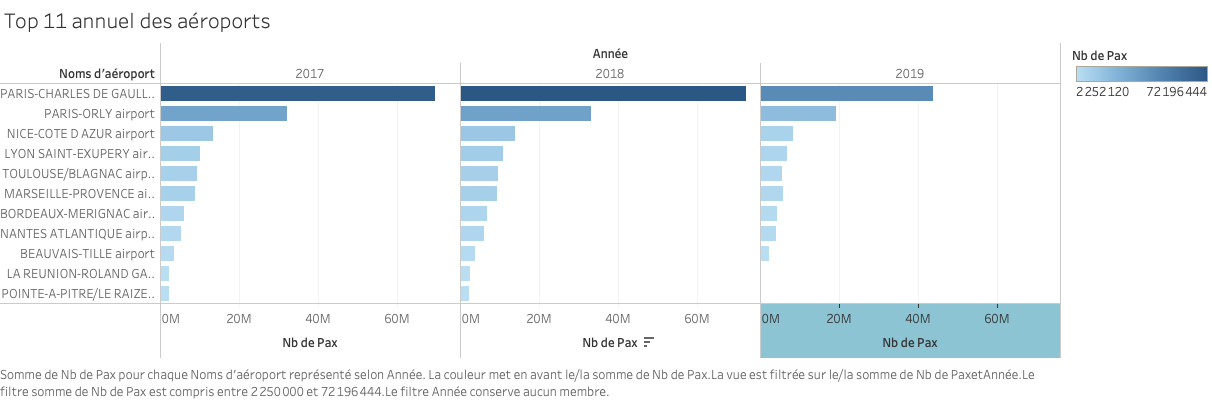 Top 11 annuel des aéroports
Année
Nb de Pax
Noms d'aéroport 2017 2018 2019
2 252 120 72 196 444
PARIS-CHARLES DE GAULL..
PARIS-ORLY airport
NICE-COTE D AZUR airport
LYON SAINT-EXUPERY air..
TOULOUSE/BLAGNAC airp..
MARSEILLE-PROVENCE ai..
BORDEAUX-MERIGNAC air..
NANTES ATLANTIQUE airp..
BEAUVAIS-TILLE airport
LA REUNION-ROLAND GA..
POINTE-A-PITRE/LE RAIZE..
0M 20M 40M 60M 0M 20M 40M 60M 0M 20M 40M 60M
Nb de Pax Nb de Pax Nb de Pax
Somme de Nb de Pax pour chaque Noms d'aéroport représenté selon Année. La couleur met en avant le/la somme de Nb de Pax.La vue est filtrée sur le/la somme de Nb de PaxetAnnée.Le
filtre somme de Nb de Pax est compris entre 2 250 000 et 72 196 444.Le filtre Année conserve aucun membre.